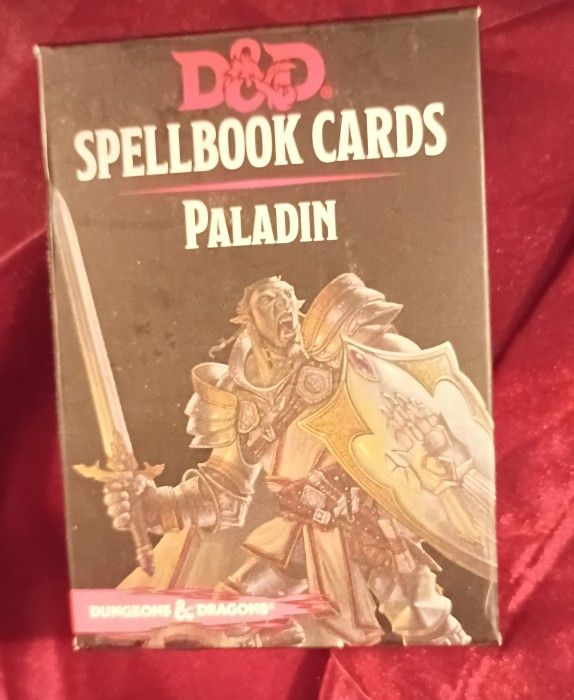 D&D®
SPELLBOOK CARDS
PALADIN
DUNGEONS & DRAGONS®